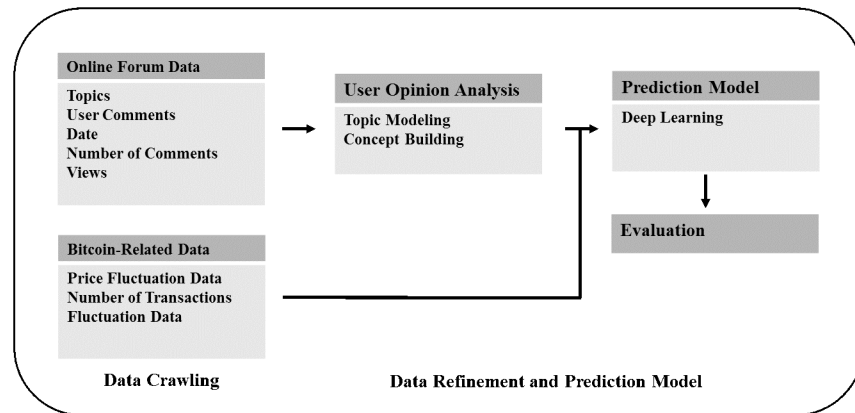 Online Forum Data
Topics
User Comments
Date
Number of Comments
Views
User Opinion Analysis
Topic Modeling
Concept Building
Prediction Model
Deep Learning
Evaluation
Bitcoin-Related Data
Price Fluctuation Data
Number of Transactions
Fluctuation Data
Data Crawling
Data Refinement and Prediction Model